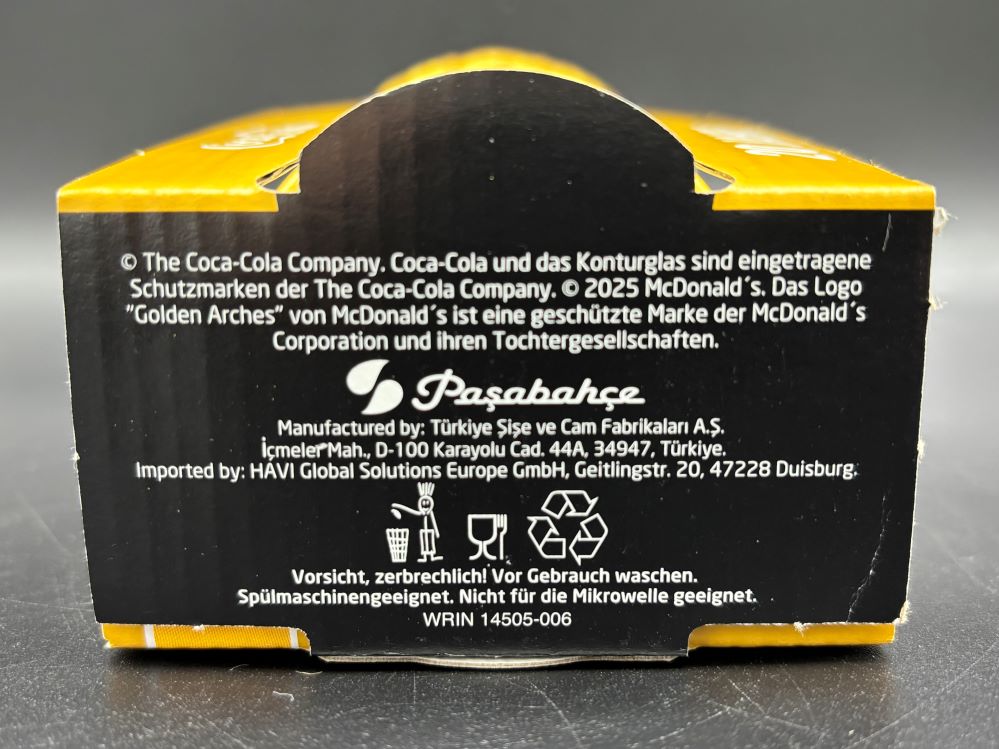 © The Coca-Cola Company. Coca-Cola und das Konturglas sind eingetragene
Schutzmarken der The Coca-Cola Company. © 2025 McDonald´s. Das Logo
"Golden Arches" von McDonald´s ist eine geschützte Marke der McDonald´s
Corporation und ihren Tochtergesellschaften.
Paşabahçe
Manufactured by: Türkiye Şişe ve Cam Fabrikaları A.Ş.
İçmeler Mah., D-100 Karayolu Cad. 44A, 34947, Türkiye.
Imported by: HAVI Global Solutions Europe GmbH, Geitlingstr. 20, 47228 Duisburg.
Vorsicht, zerbrechlich! Vor Gebrauch waschen.
Spülmaschinengeeignet. Nicht für die Mikrowelle geeignet.
WRIN 14505-006